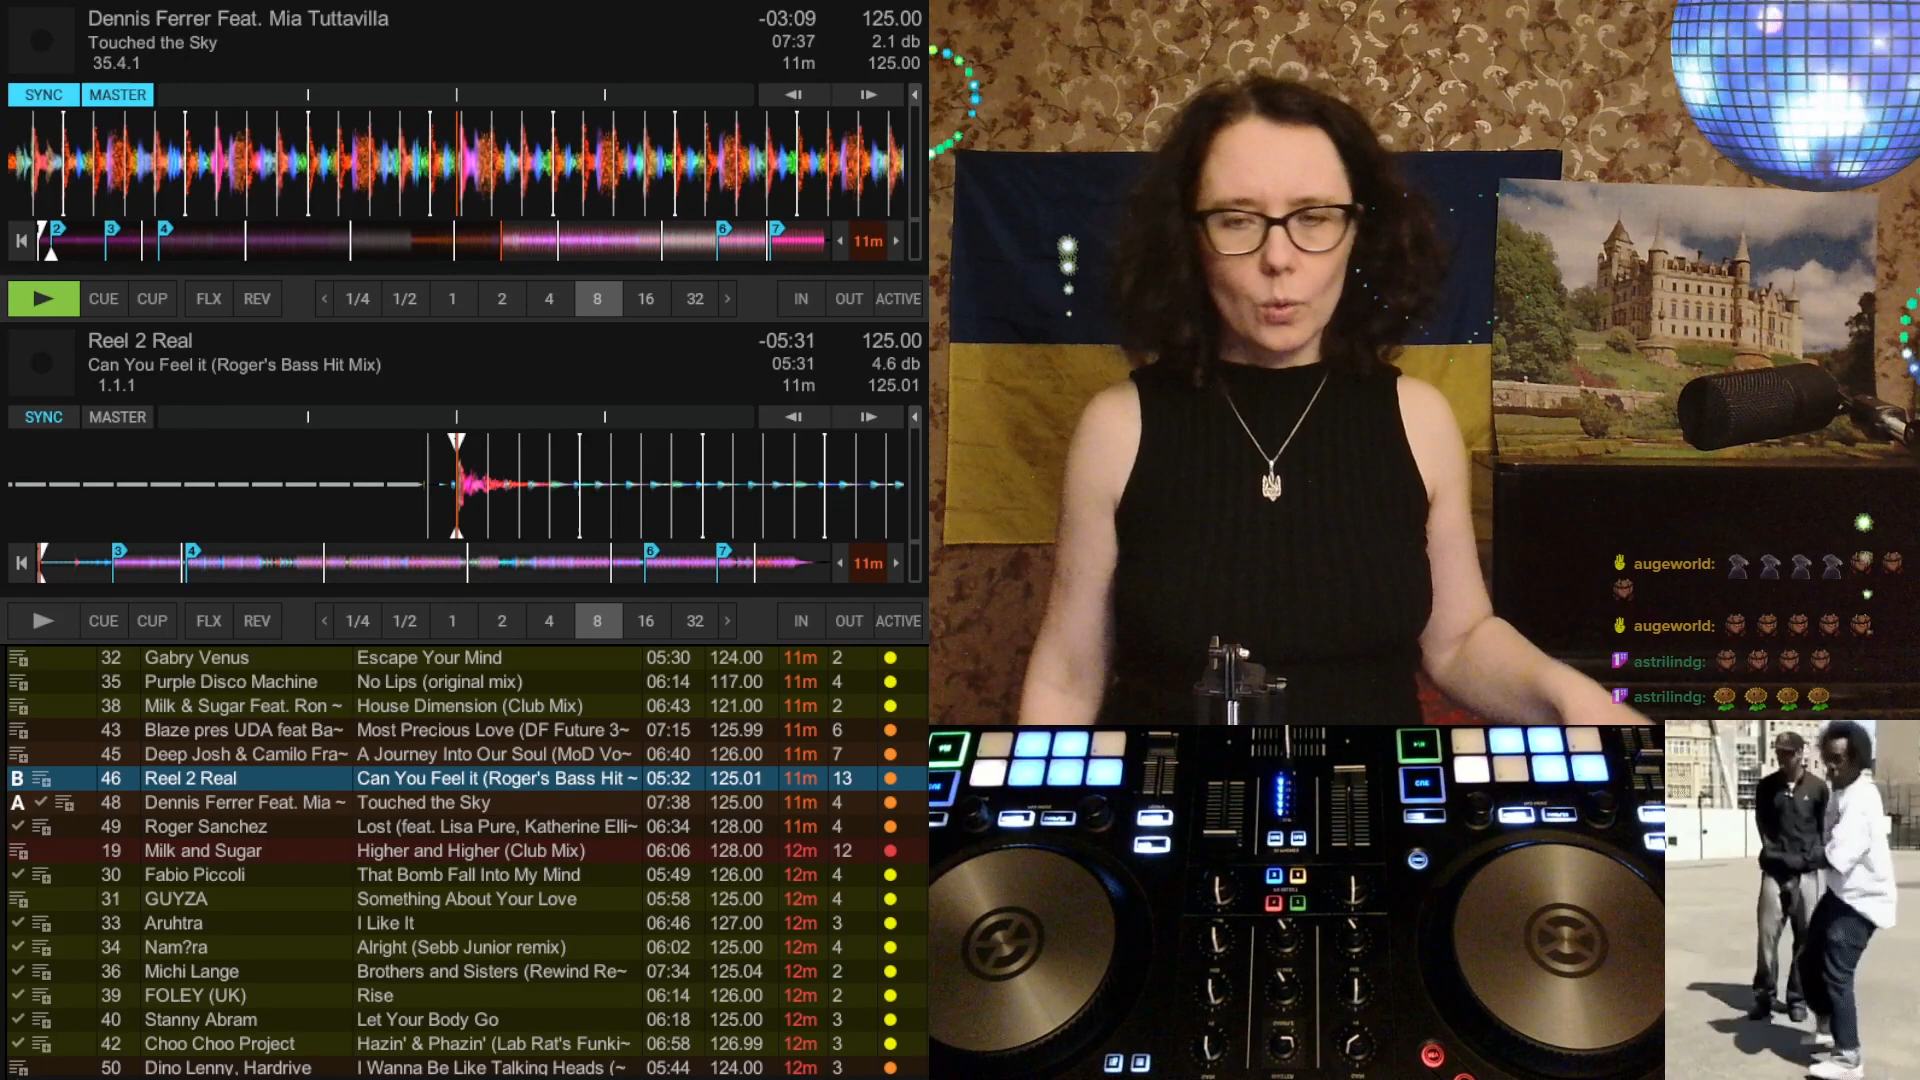 Dennis Ferrer Feat. Mia Tuttavilla -03:09 125.00
Touched the Sky 07:37 2.1 db
35.4.1 11m 125.00
SYNC MASTER
2 3 4 6 7 11m
CUE CUP FLX REV 1/4 1/2 1 2 4 8 16 32 IN OUT ACTIVE
Reel 2 Real -05:31 125.00
Can You Feel it (Roger's Bass Hit Mix) 05:31 4.6 db
1.1.1 11m 125.01
SYNC MASTER
3 4 6 7 11m
CUE CUP FLX REV 1/4 1/2 1 2 4 8 16 32 IN OUT ACTIVE
32 Gabry Venus Escape Your Mind 05:30 124.00 11m 2
35 Purple Disco Machine No Lips (original mix) 06:14 117.00 11m 4
38 Milk & Sugar Feat. Ron ~ House Dimension (Club Mix) 06:43 121.00 11m 2
43 Blaze pres UDA feat Ba~ Most Precious Love (DF Future 3~ 07:15 125.99 11m 6
45 Deep Josh & Camilo Fra~ A Journey Into Our Soul (MoD Vo~ 06:40 126.00 11m 7
B 46 Reel 2 Real Can You Feel it (Roger's Bass Hit ~ 05:32 125.01 11m 13
A 48 Dennis Ferrer Feat. Mia ~ Touched the Sky 07:38 125.00 11m 4
49 Roger Sanchez Lost (feat. Lisa Pure, Katherine Elli~ 06:34 128.00 11m 4
19 Milk and Sugar Higher and Higher (Club Mix) 06:06 128.00 12m 12
30 Fabio Piccoli That Bomb Fall Into My Mind 05:49 126.00 12m 4
31 GUYZA Something About Your Love 05:58 125.00 12m 4
33 Aruhtra I Like It 06:46 127.00 12m 3
34 Nam?ra Alright (Sebb Junior remix) 06:02 125.00 12m 4
36 Michi Lange Brothers and Sisters (Rewind Re~ 07:34 125.04 12m 2
39 FOLEY (UK) Rise 06:14 126.00 12m 2
40 Stanny Abram Let Your Body Go 06:18 125.00 12m 3
42 Choo Choo Project Hazin' & Phazin' (Lab Rat's Funki~ 06:58 126.99 12m 3
50 Dino Lenny, Hardrive I Wanna Be Like Talking Heads (~ 05:44 124.00 12m 3
augeworld:
augeworld:
astrilindg:
astrilindg: